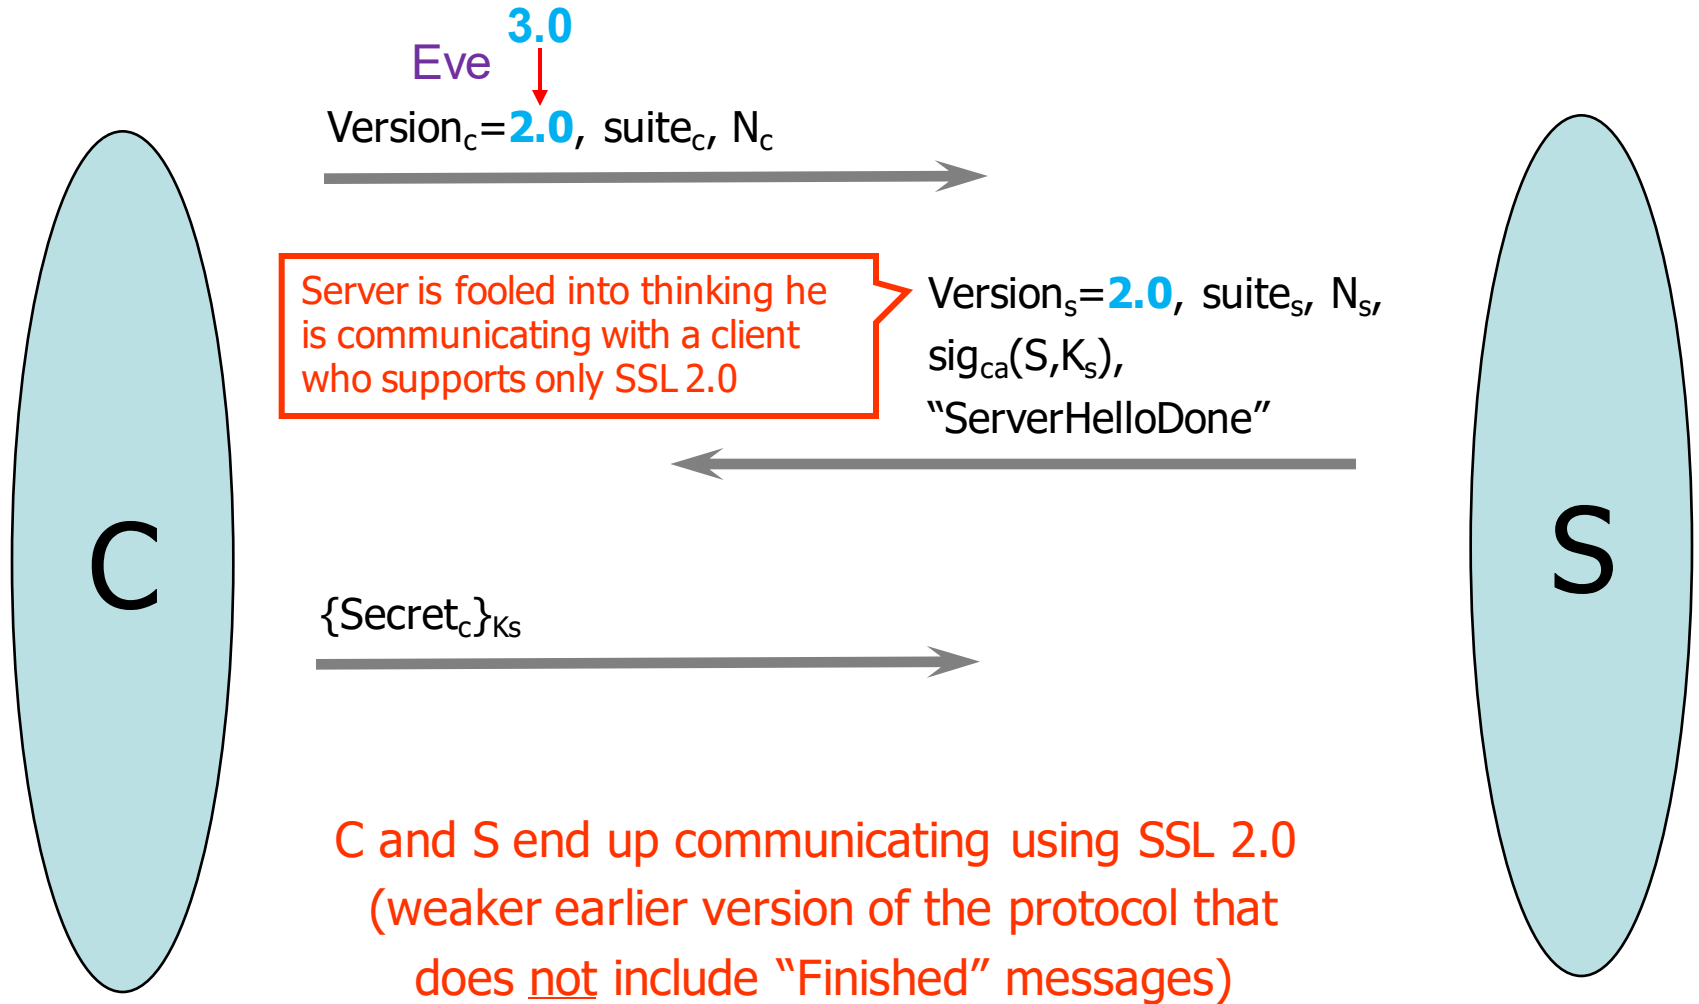 3.0
Eve
Versionc=2.0, suitec, Nc
Server is fooled into thinking he
is communicating with a client
who supports only SSL 2.0
Versions=2.0, suites, Ns,
sigca(S,Ks),
“ServerHelloDone”
C
S
{Secretc}Ks
C and S end up communicating using SSL 2.0
(weaker earlier version of the protocol that
does not include “Finished” messages)